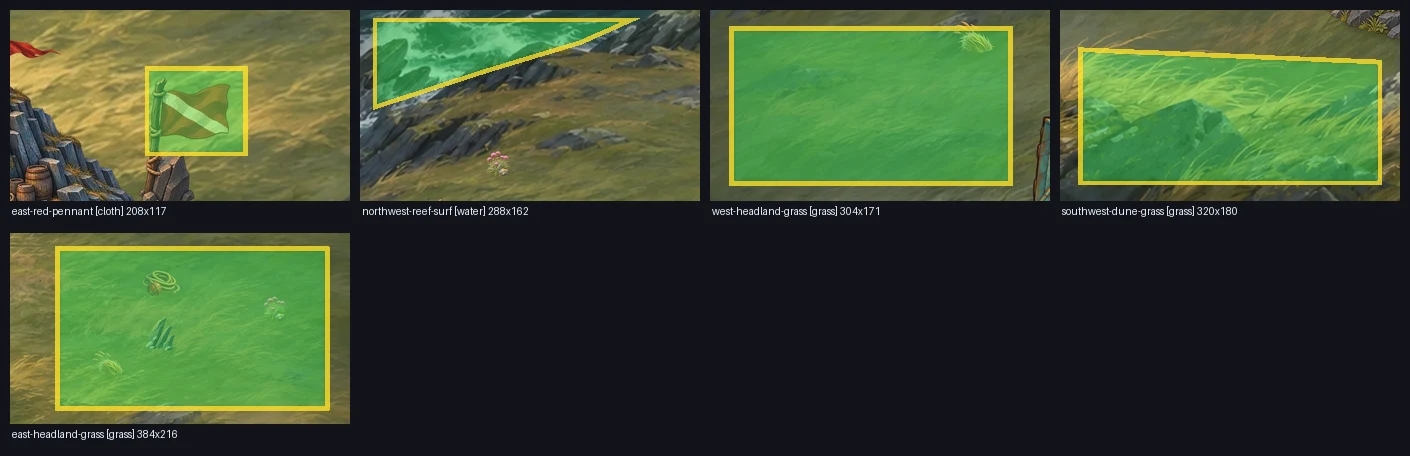 east-red-pennant [cloth] 208x117
northwest-reef-surf [water] 288x162
west-headland-grass [grass] 304x171
southwest-dune-grass [grass] 320x180
east-headland-grass [grass] 384x216